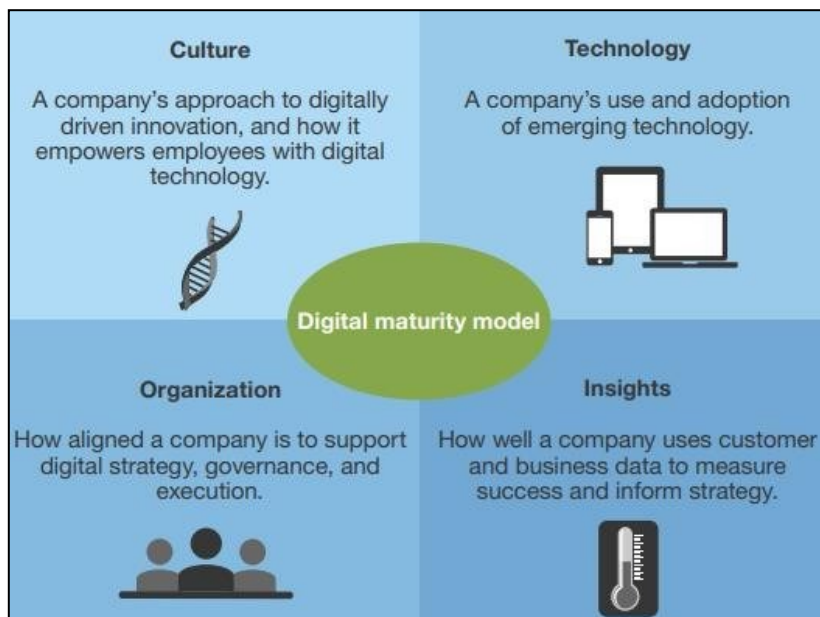 Culture
A company's approach to digitally
driven innovation, and how it
empowers employees with digital
technology.
Technology
A company's use and adoption
of emerging technology.
Digital maturity model
Organization
How aligned a company is to support
digital strategy, governance, and
execution.
Insights
How well a company uses customer
and business data to measure
success and inform strategy.